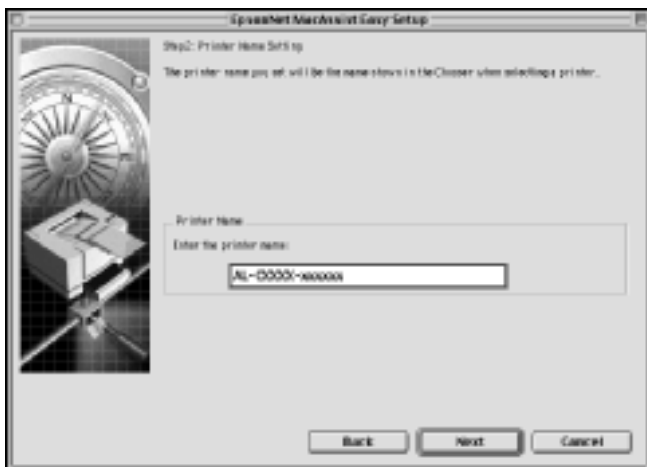 EpsonNet MacAssist Easy Setup
Step2: Printer Name Setting
The printer name you set will be the name shown in the Chooser when selecting a printer.
Printer Name
Enter the printer name:
AL-CXXXX-xxxxxx
Back
Next
Cancel